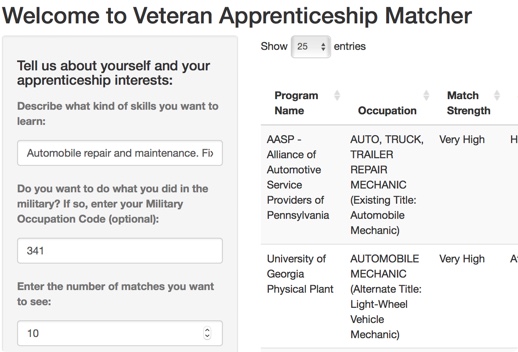 Welcome to Veteran Apprenticeship Matcher
Tell us about yourself and your
apprenticeship interests:
Describe what kind of skills you want to
learn:
Automobile repair and maintenance.
Do you want to do what you did in the
military? If so, enter your Military
Occupation Code (optional):
341
Enter the number of matches you want
to see:
10
Show 25 entries
Program
Name
Occupation
Match
Strength
AASP -
Alliance of
Automotive
Service
Providers of
Pennsylvania
AUTO, TRUCK,
TRAILER
REPAIR
MECHANIC
(Existing Title:
Automobile
Mechanic)
Very High
University of
Georgia
Physical Plant
AUTOMOBILE
MECHANIC
(Alternate Title:
Light-Wheel
Vehicle
Mechanic)
Very High